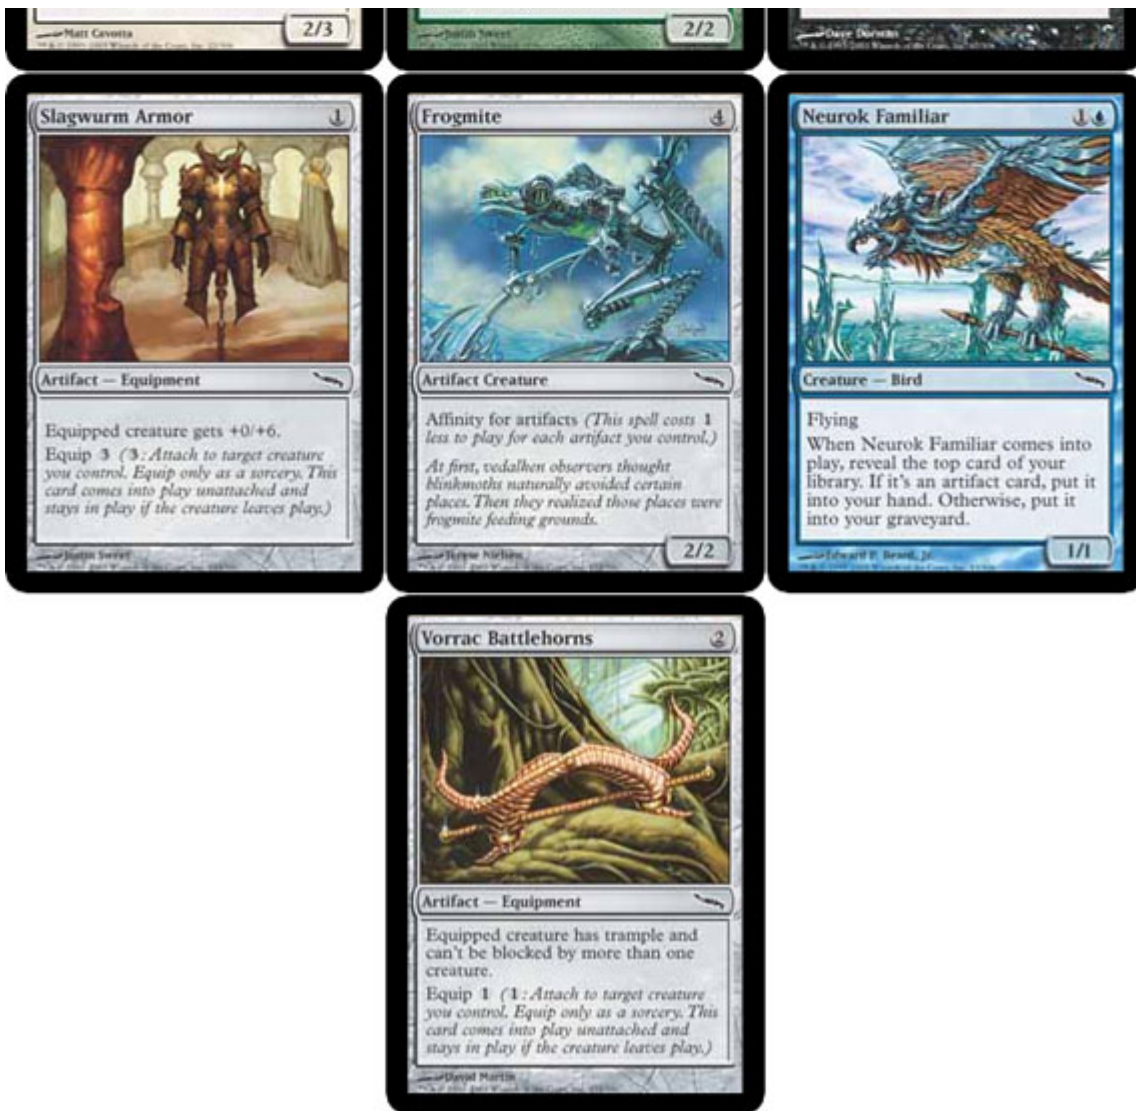 Matt Cavotta
2/3
Justin Sweet
2/2
Dave Dorman
Slagwurm Armor 1
Artifact — Equipment
Equipped creature gets +0/+6.
Equip 3 (3: Attach to target creature
you control. Equip only as a sorcery. This
card comes into play unattached and
stays in play if the creature leaves play.)
Justin Sweet
Frogmite 4
Artifact Creature
Affinity for artifacts (This spell costs 1
less to play for each artifact you control.)
At first, vedalken observers thought
blinkmoths naturally avoided certain
places. Then they realized those places were
frogmite feeding grounds.
Terese Nielsen
2/2
Neurok Familiar 1
Creature — Bird
Flying
When Neurok Familiar comes into
play, reveal the top card of your
library. If it's an artifact card, put it
into your hand. Otherwise, put it
into your graveyard.
Edward P. Beard, Jr.
1/1
Vorrac Battlehorns 2
Artifact — Equipment
Equipped creature has trample and
can't be blocked by more than one
creature.
Equip 1 (1: Attach to target creature
you control. Equip only as a sorcery. This
card comes into play unattached and
stays in play if the creature leaves play.)
David Martin